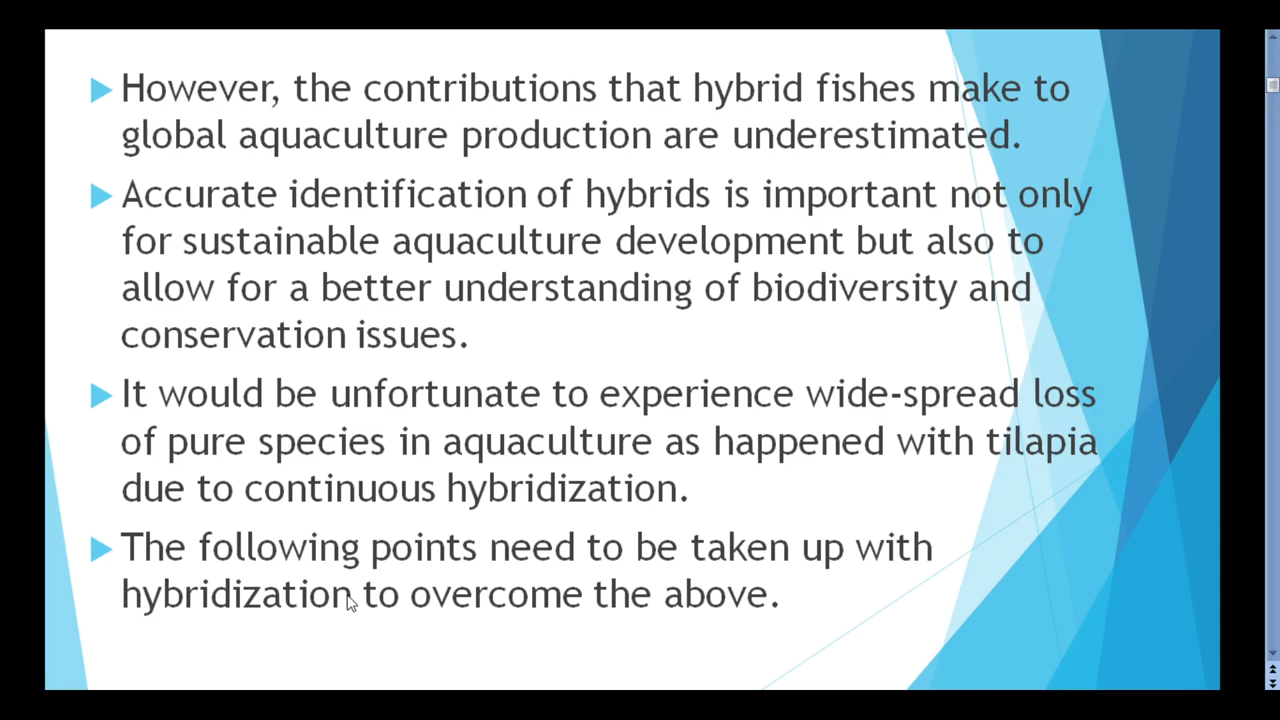 However, the contributions that hybrid fishes make to
global aquaculture production are underestimated.
Accurate identification of hybrids is important not only
for sustainable aquaculture development but also to
allow for a better understanding of biodiversity and
conservation issues.
It would be unfortunate to experience wide-spread loss
of pure species in aquaculture as happened with tilapia
due to continuous hybridization.
The following points need to be taken up with
hybridization to overcome the above.